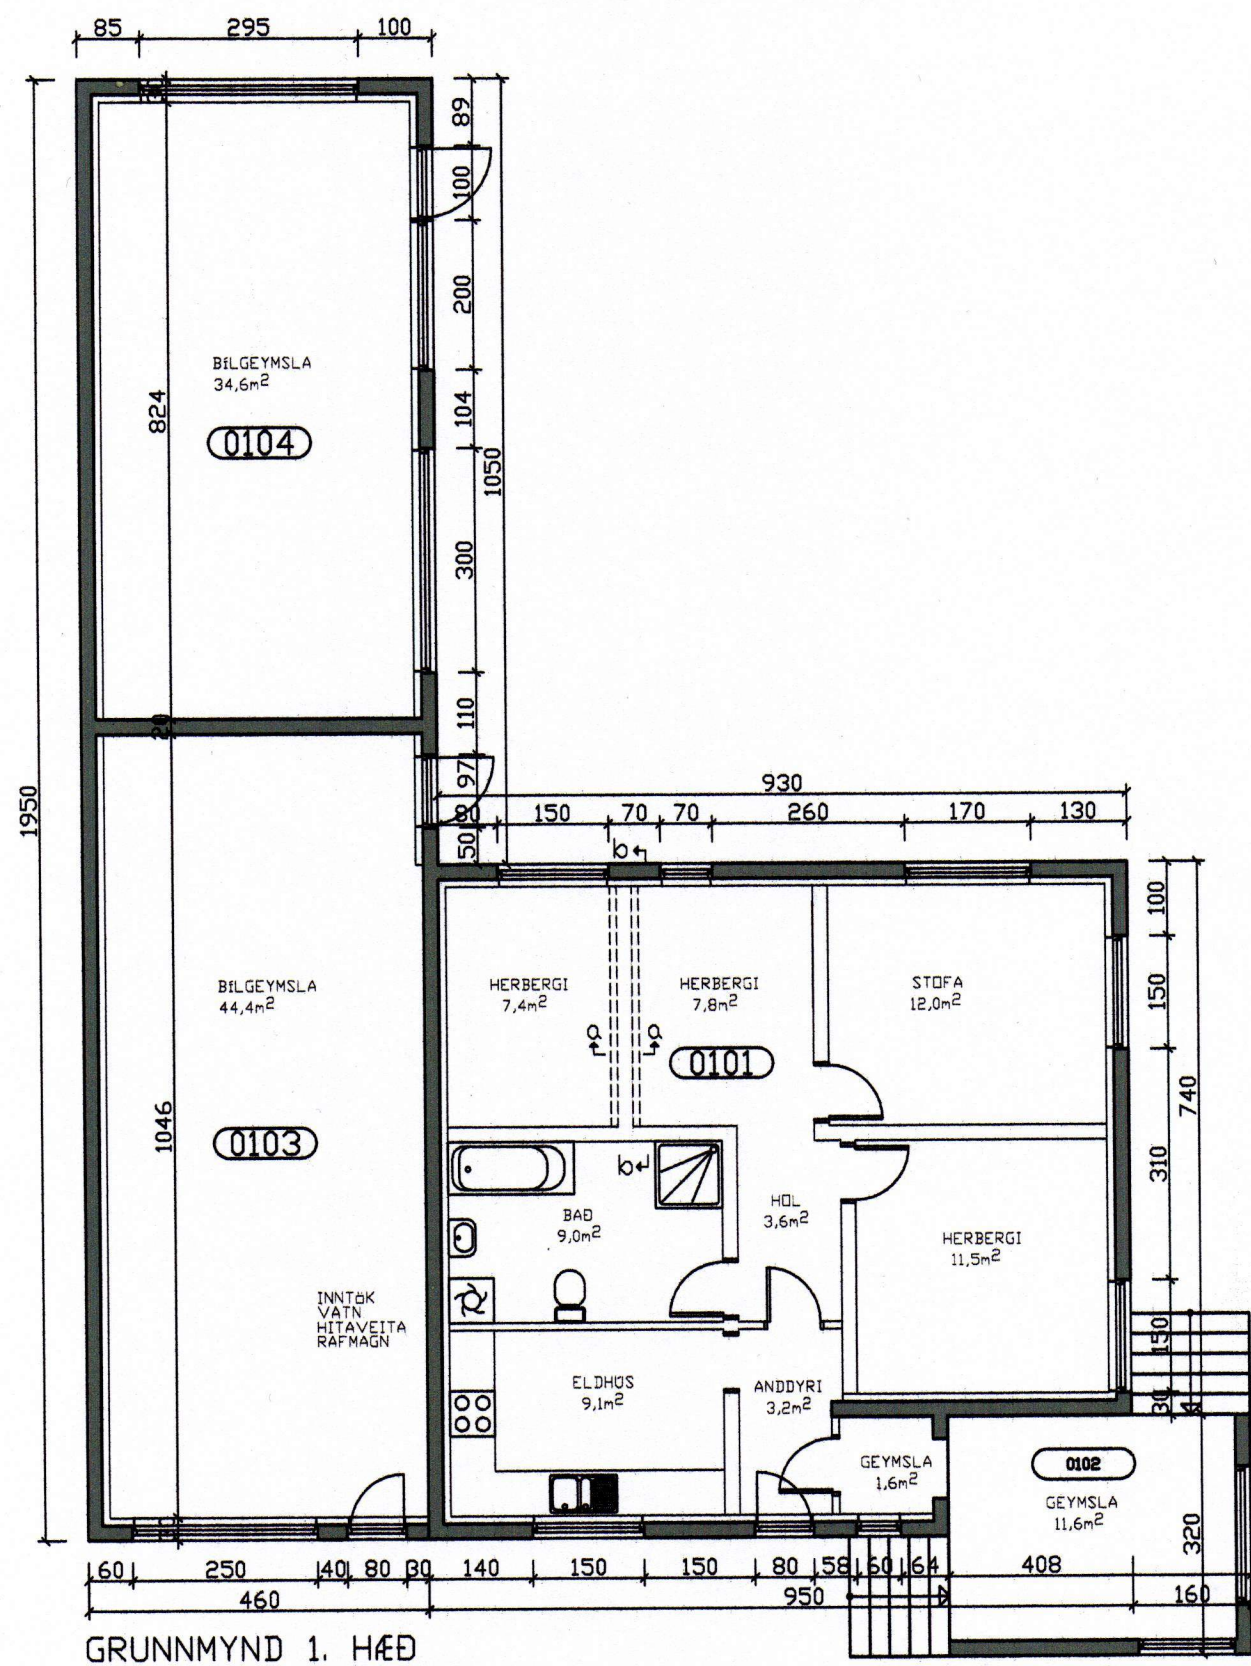 85 295 100
1950
89
100
200
104
300
110
97
50
1050
824
20
1046
BÍLGEYMSLA
34,6m2
0104
930
80 150 70 70 260 170 130
b
BÍLGEYMSLA
44,4m2
0103
INNTÖK
VATN
HITAVEITA
RAFMAGN
HERBERGI
7,4m2
HERBERGI
7,8m2
a a
0101
STOFA
12,0m2
b
BAÐ
9,0m2
HOL
3,6m2
HERBERGI
11,5m2
ELDHÚS
9,1m2
ANDDYRI
3,2m2
GEYMSLA
1,6m2
0102
GEYMSLA
11,6m2
100
150
310
150
30
740
320
60 250 40 80 30 140 150 150 80 58 60 64 408
460 950 160
GRUNNMYND 1. HÆÐ